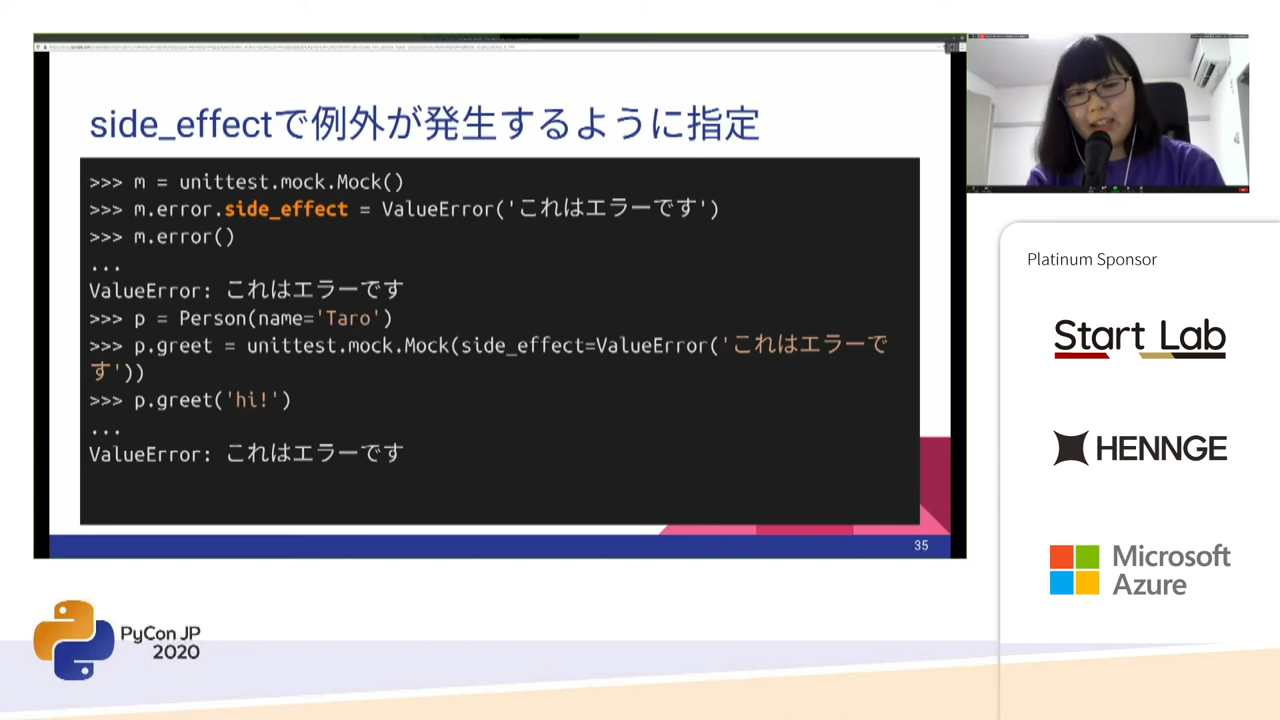 side_effectで例外が発生するように指定
>>> m = unittest.mock.Mock()
>>> m.error.side_effect = ValueError('これはエラーです')
>>> m.error()
...
ValueError: これはエラーです
>>> p = Person(name='Taro')
>>> p.greet = unittest.mock.Mock(side_effect=ValueError('これはエラーで
す'))
>>> p.greet('hi!')
...
ValueError: これはエラーです
35
Platinum Sponsor
Start Lab
HENNGE
Microsoft
Azure
PyCon JP
2020